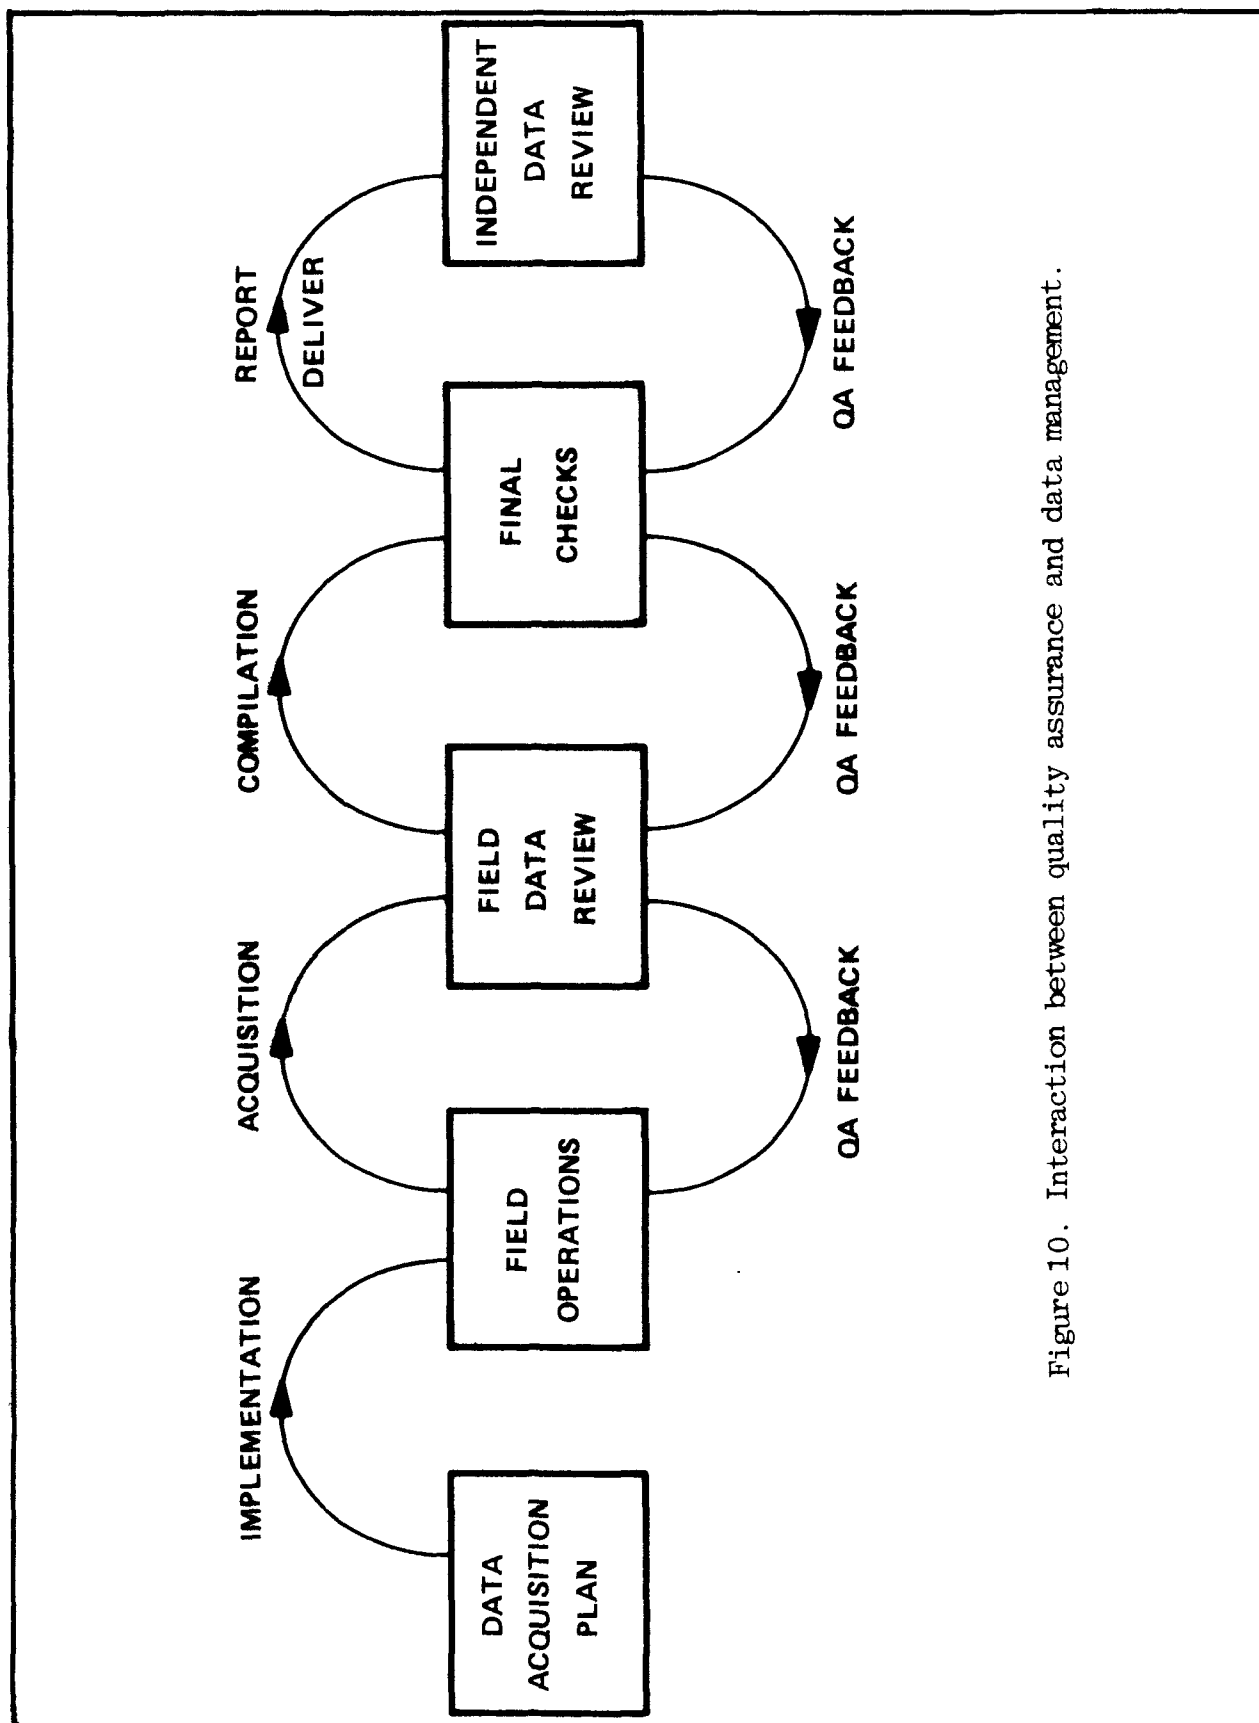 IMPLEMENTATION
ACQUISITION
COMPILATION
REPORT
DELIVER
DATA
ACQUISITION
PLAN
FIELD
OPERATIONS
FIELD
DATA
REVIEW
FINAL
CHECKS
INDEPENDENT
DATA
REVIEW
QA FEEDBACK
QA FEEDBACK
QA FEEDBACK
Figure 10. Interaction between quality assurance and data management.